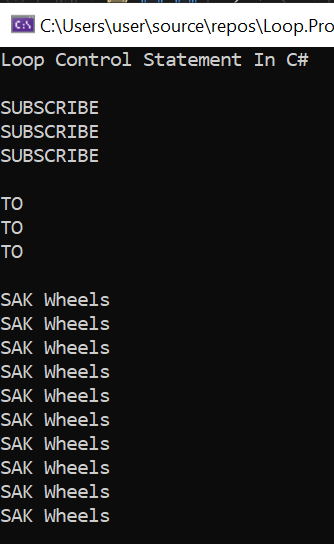 C:\Users\user\source\repos\Loop.Pro
Loop Control Statement In C#
SUBSCRIBE
SUBSCRIBE
SUBSCRIBE
TO
TO
TO
SAK Wheels
SAK Wheels
SAK Wheels
SAK Wheels
SAK Wheels
SAK Wheels
SAK Wheels
SAK Wheels
SAK Wheels
SAK Wheels